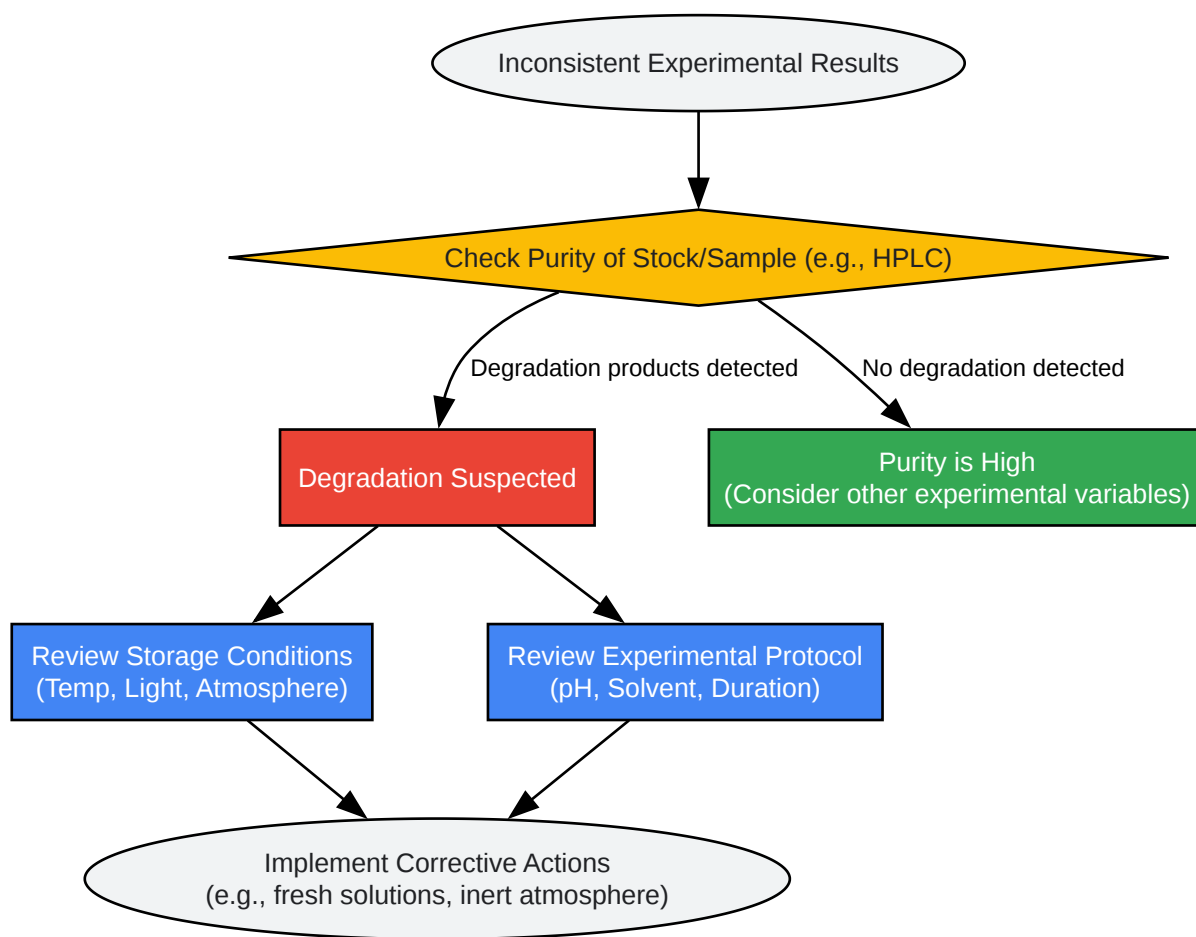 Inconsistent Experimental Results
Check Purity of Stock/Sample (e.g., HPLC)
Degradation products detected
No degradation detected
Degradation Suspected
Purity is High
(Consider other experimental variables)
Review Storage Conditions
(Temp, Light, Atmosphere)
Review Experimental Protocol
(pH, Solvent, Duration)
Implement Corrective Actions
(e.g., fresh solutions, inert atmosphere)